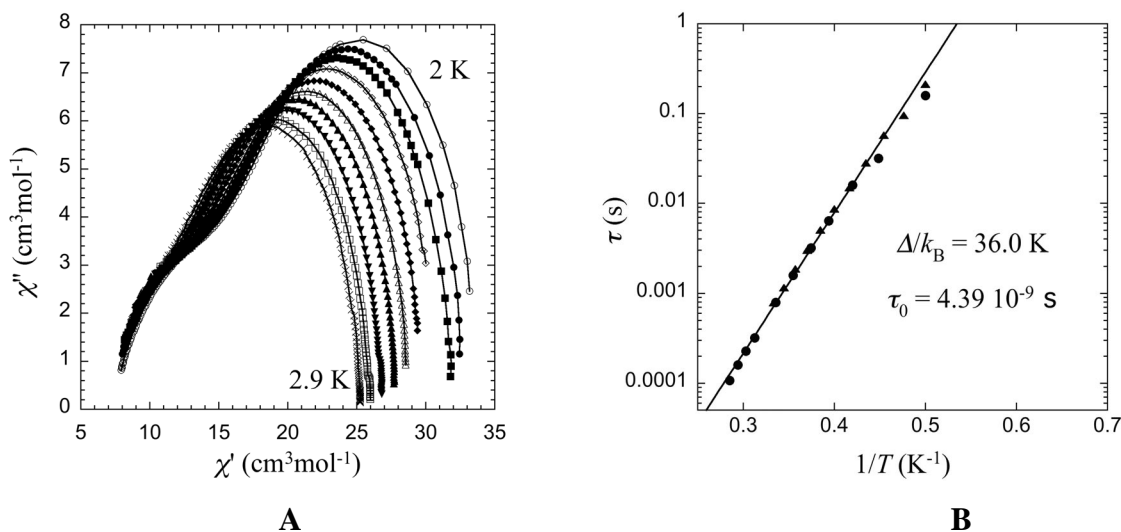 8
7
6
5
4
3
2
1
0
χ'' (cm³mol⁻¹)
2 K
2.9 K
5 10 15 20 25 30 35
χ' (cm³mol⁻¹)
A
1
0.1
0.01
0.001
0.0001
τ (s)
Δ/k_B = 36.0 K
τ₀ = 4.39 10⁻⁹ s
0.3 0.4 0.5 0.6 0.7
1/T (K⁻¹)
B